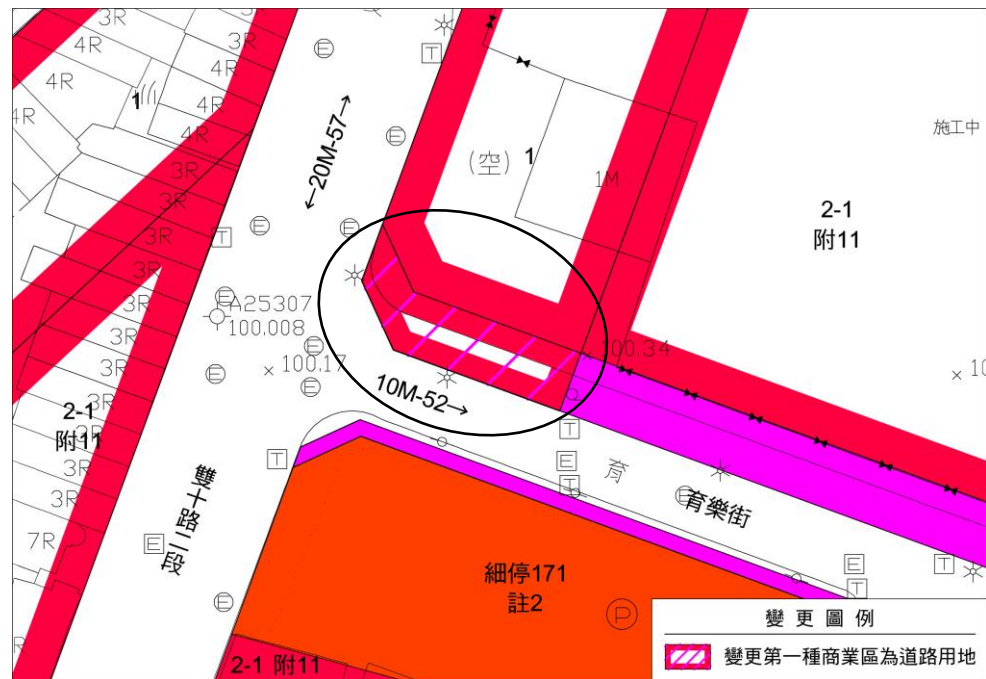 3R
3R
4R
3R
4R
4R
4R
1
4R
4R
4R
3R
3R
3R
3R
3R
3R
3R
3R
3R
3R
3R
7R
E
T
E
←20M-57→
(空) 1
1M
施工中
2-1
附11
E
T
E
E
A25307
100.008
E
× 100.17
E
E
× 100.34
× 10
10M-52→
2-1
附11
T
T
E
T
育
E
育樂街
雙十路二段
E
E
細停171
註2
P
E
T
T
2-1 附11
變更圖例
變更第一種商業區為道路用地